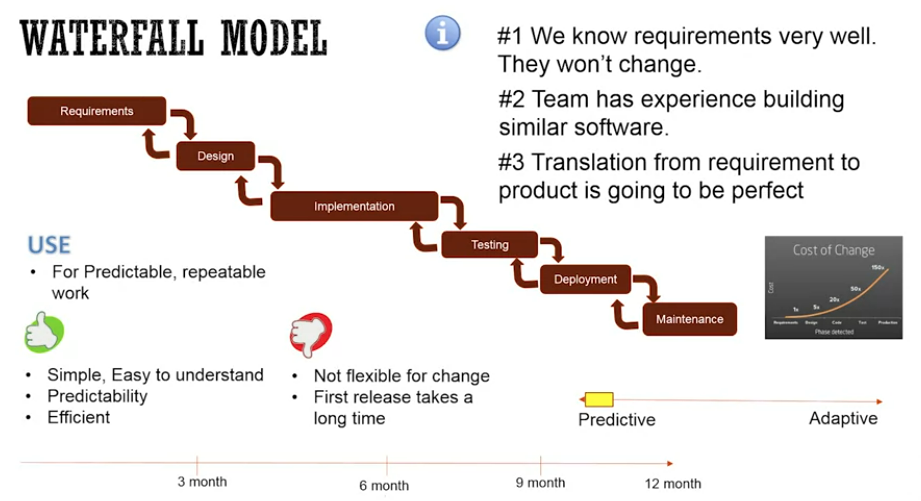 WATERFALL MODEL
i
#1 We know requirements very well.
They won't change.
#2 Team has experience building
similar software.
#3 Translation from requirement to
product is going to be perfect
Requirements
Design
Implementation
Testing
Deployment
Maintenance
USE
• For Predictable, repeatable
work
• Simple, Easy to understand
• Predictability
• Efficient
• Not flexible for change
• First release takes a
long time
Cost of Change
Cost
1x
5x
20x
50x
150x
Requirements Design Code Test Production
Phase detected
Predictive
Adaptive
3 month
6 month
9 month
12 month